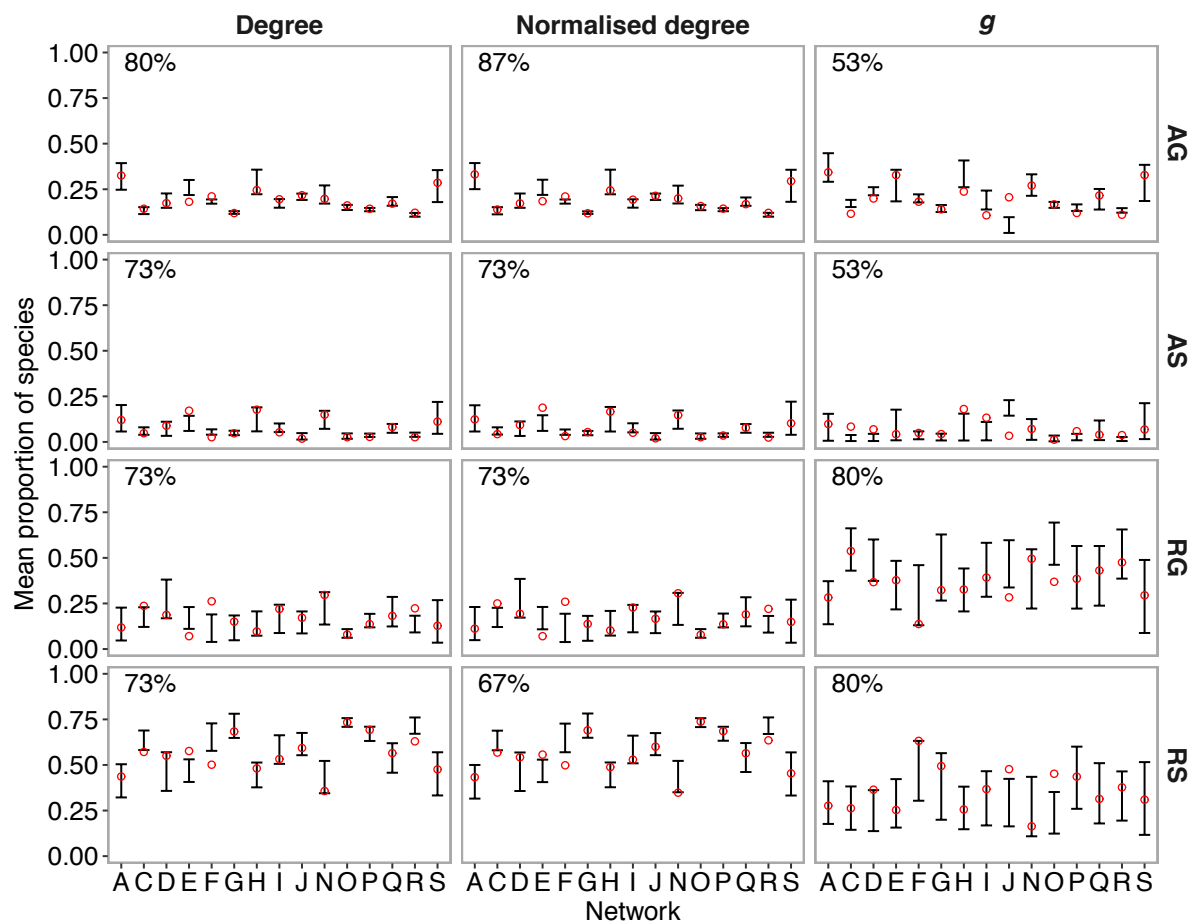 Degree Normalised degree g
Mean proportion of species
1.00 80% 87% 53% AG
0.75
0.50
0.25
0.00
1.00 73% 73% 53% AS
0.75
0.50
0.25
0.00
1.00 73% 73% 80% RG
0.75
0.50
0.25
0.00
1.00 73% 67% 80% RS
0.75
0.50
0.25
0.00
A C D E F G H I J N O P Q R S A C D E F G H I J N O P Q R S A C D E F G H I J N O P Q R S
Network